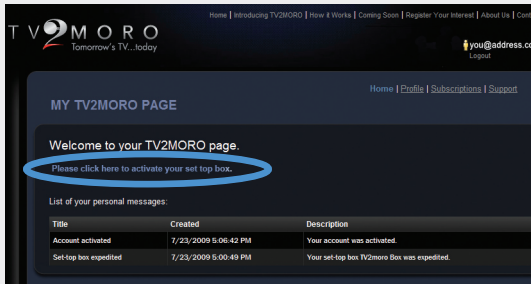 Home | Introducing TV2MORO | How it Works | Coming Soon | Register Your Interest | About Us |
TV2MORO
Tomorrow's TV...today
you@address.co
Logout
Home | Profile | Subscriptions | Support
MY TV2MORO PAGE
Welcome to your TV2MORO page.
Please click here to activate your set top box.
List of your personal messages:
Title Created Description
Account activated 7/23/2009 5:06:42 PM Your account was activated.
Set-top box expedited 7/23/2009 5:00:49 PM Your set-top box TV2moro Box was expedited.